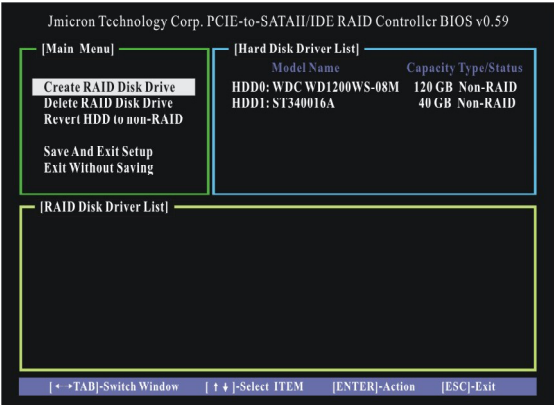 Jmicron Technology Corp. PCIE-to-SATAII/IDE RAID Controller BIOS v0.59
[Main Menu]
Create RAID Disk Drive
Delete RAID Disk Drive
Revert HDD to non-RAID
Save And Exit Setup
Exit Without Saving
[Hard Disk Driver List]
Model Name Capacity Type/Status
HDD0: WDC WD1200WS-08M 120 GB Non-RAID
HDD1: ST340016A 40 GB Non-RAID
[RAID Disk Driver List]
[←→TAB]-Switch Window [↑↓]-Select ITEM [ENTER]-Action [ESC]-Exit